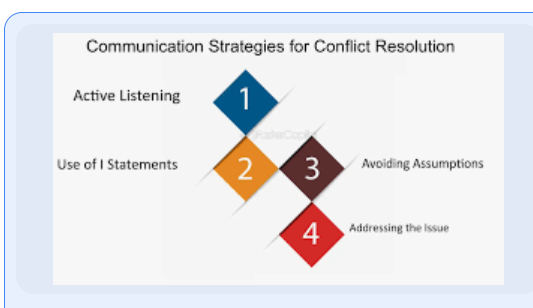 Communication Strategies for Conflict Resolution
Active Listening
1
Use of I Statements
2
3
Avoiding Assumptions
4
Addressing the Issue